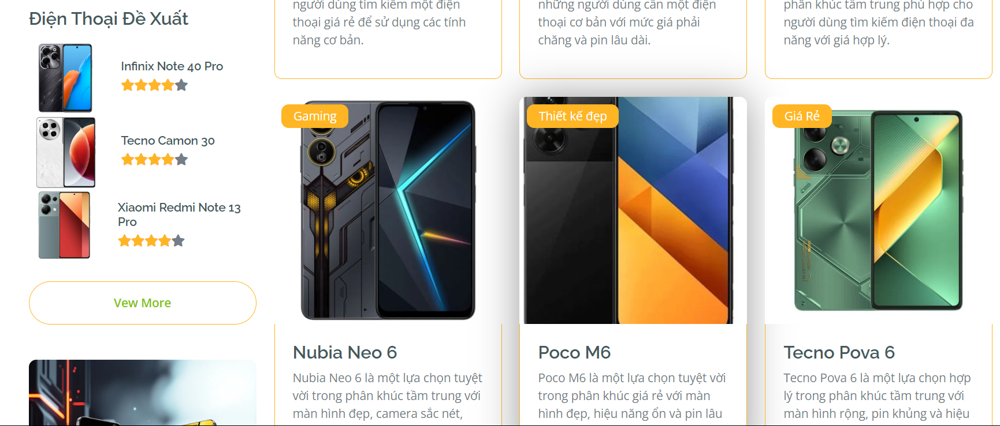 Điện Thoại Đề Xuất
Infinix Note 40 Pro
Tecno Camon 30
Xiaomi Redmi Note 13
Pro
Vew More
người dùng tìm kiếm một điện
thoại giá rẻ để sử dụng các tính
năng cơ bản.
những người dùng cần một điện
thoại cơ bản với mức giá phải
chăng và pin lâu dài.
phân khúc tầm trung phù hợp cho
người dùng tìm kiếm điện thoại đa
năng với giá hợp lý.
Gaming
Nubia Neo 6
Nubia Neo 6 là một lựa chọn tuyệt
vời trong phân khúc tầm trung với
màn hình đẹp, camera sắc nét,
Thiết kế đẹp
Poco M6
Poco M6 là một lựa chọn tuyệt vời
trong phân khúc giá rẻ với màn
hình đẹp, hiệu năng ổn và pin lâu
Giá Rẻ
Tecno Pova 6
Tecno Pova 6 là một lựa chọn hợp
lý trong phân khúc tầm trung với
màn hình rộng, pin khủng và hiệu